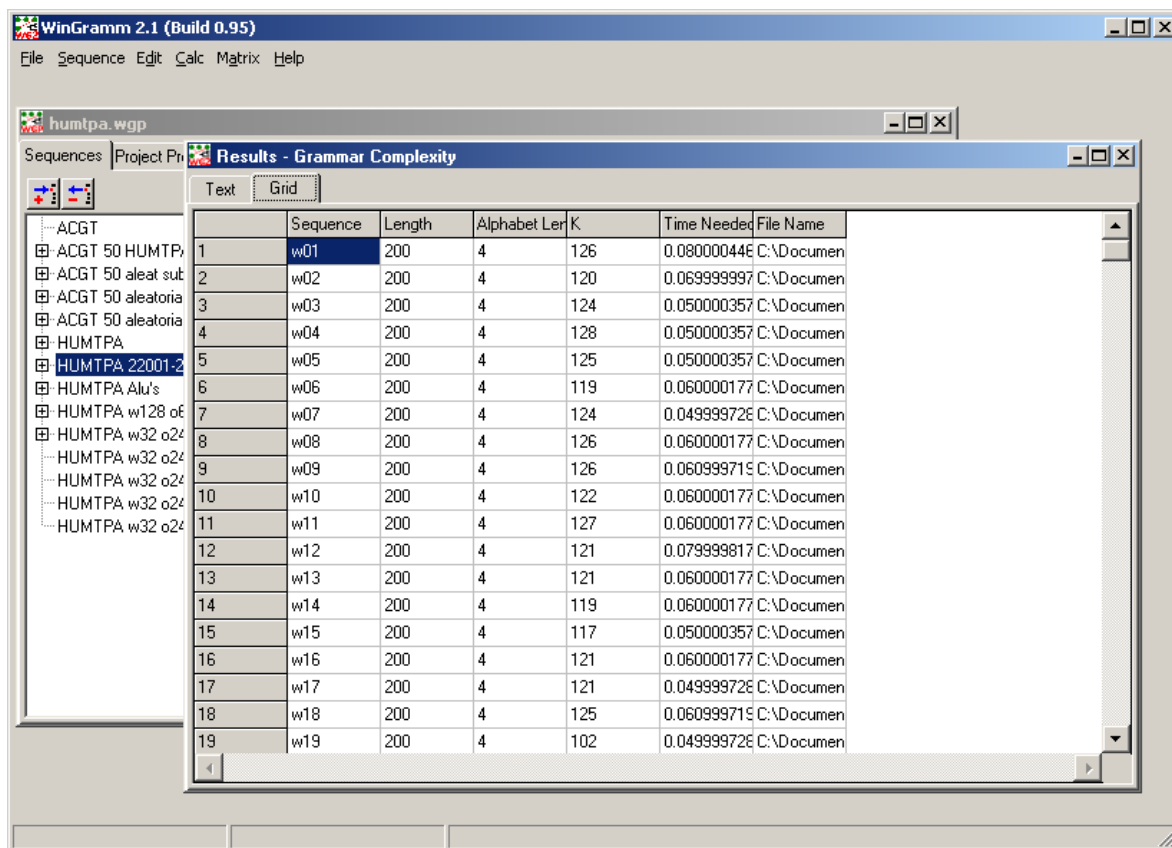 WinGramm 2.1 (Build 0.95)
File Sequence Edit Calc Matrix Help
humtpa.wgp
Sequences Project Pr
Results - Grammar Complexity
Text Grid
ACGT
ACGT 50 HUMTP
ACGT 50 aleat sub
ACGT 50 aleatoria
ACGT 50 aleatoria
HUMTPA
HUMTPA 22001-2
HUMTPA Alu's
HUMTPA w128 o6
HUMTPA w32 o24
HUMTPA w32 o24
HUMTPA w32 o24
HUMTPA w32 o24
HUMTPA w32 o24
Sequence Length Alphabet Ler K Time Needed File Name
1 w01 200 4 126 0.080000446 C:\Documen
2 w02 200 4 120 0.069999997 C:\Documen
3 w03 200 4 124 0.050000357 C:\Documen
4 w04 200 4 128 0.050000357 C:\Documen
5 w05 200 4 125 0.050000357 C:\Documen
6 w06 200 4 119 0.060000177 C:\Documen
7 w07 200 4 124 0.049999728 C:\Documen
8 w08 200 4 126 0.060000177 C:\Documen
9 w09 200 4 126 0.060999719 C:\Documen
10 w10 200 4 122 0.060000177 C:\Documen
11 w11 200 4 127 0.060000177 C:\Documen
12 w12 200 4 121 0.079999817 C:\Documen
13 w13 200 4 121 0.060000177 C:\Documen
14 w14 200 4 119 0.060000177 C:\Documen
15 w15 200 4 117 0.050000357 C:\Documen
16 w16 200 4 121 0.060000177 C:\Documen
17 w17 200 4 121 0.049999728 C:\Documen
18 w18 200 4 125 0.060999719 C:\Documen
19 w19 200 4 102 0.049999728 C:\Documen